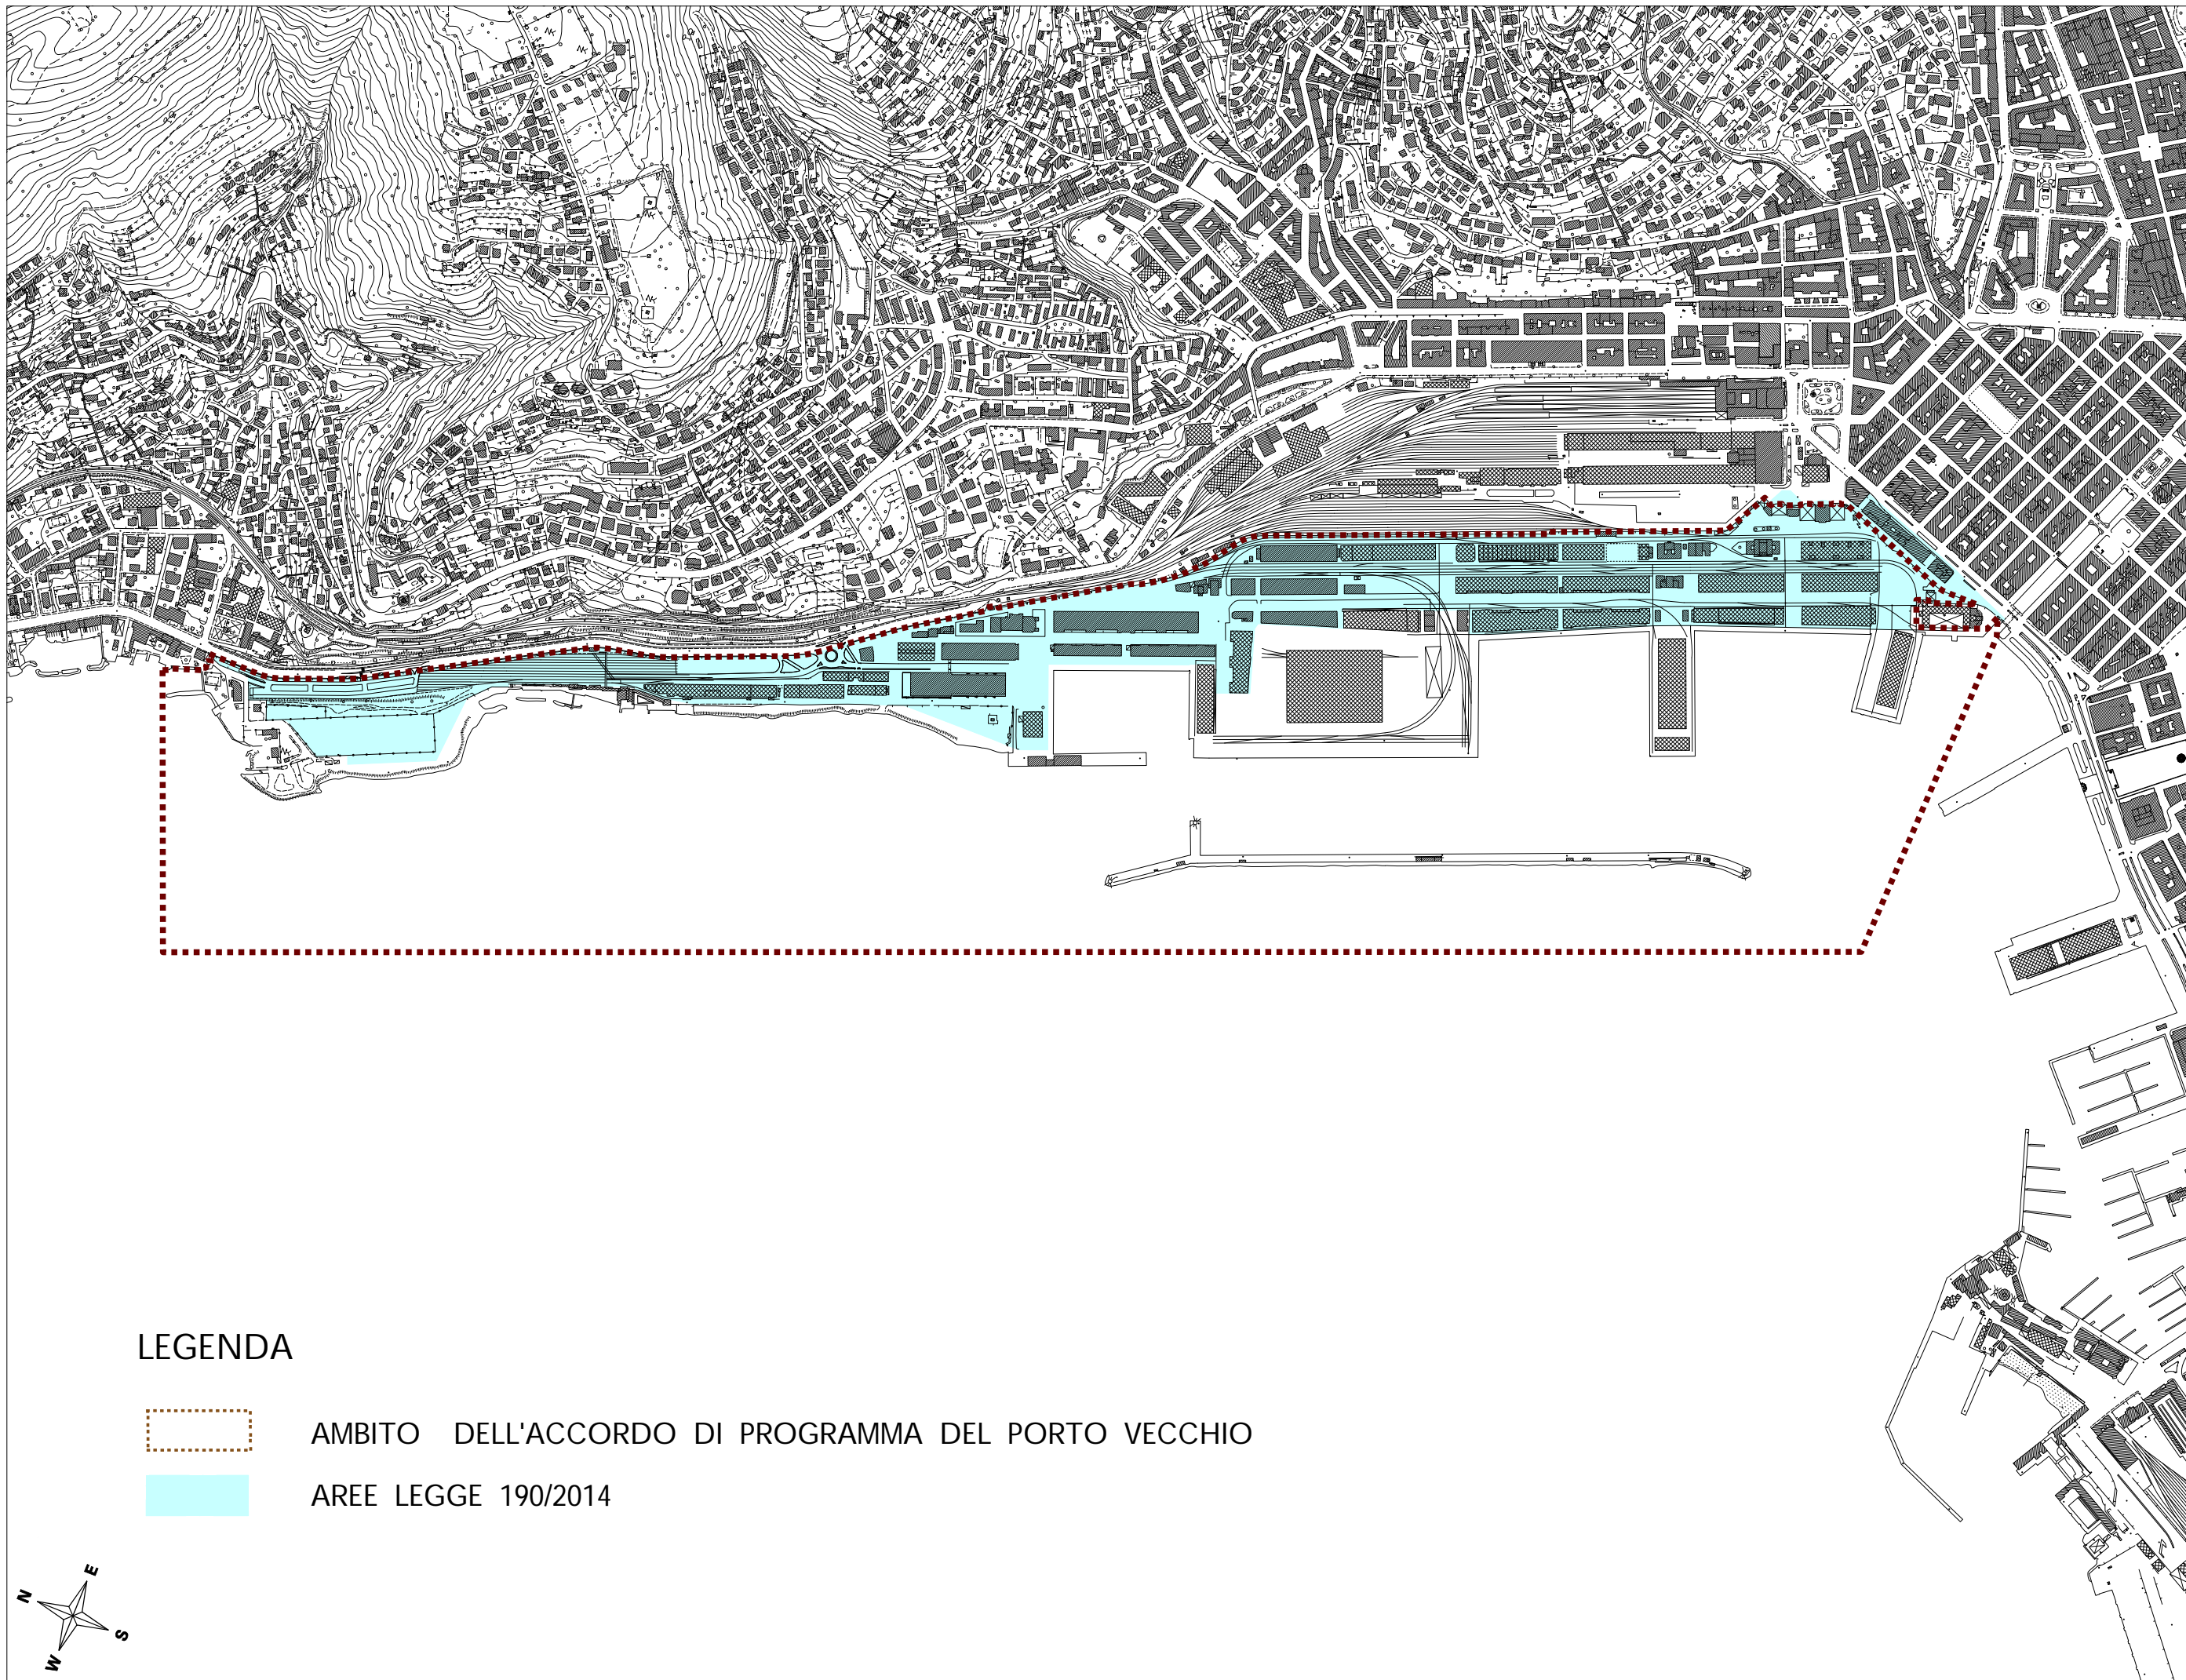 LEGENDA
AMBITO DELL'ACCORDO DI PROGRAMMA DEL PORTO VECCHIO
AREE LEGGE 190/2014
E
N
S
W